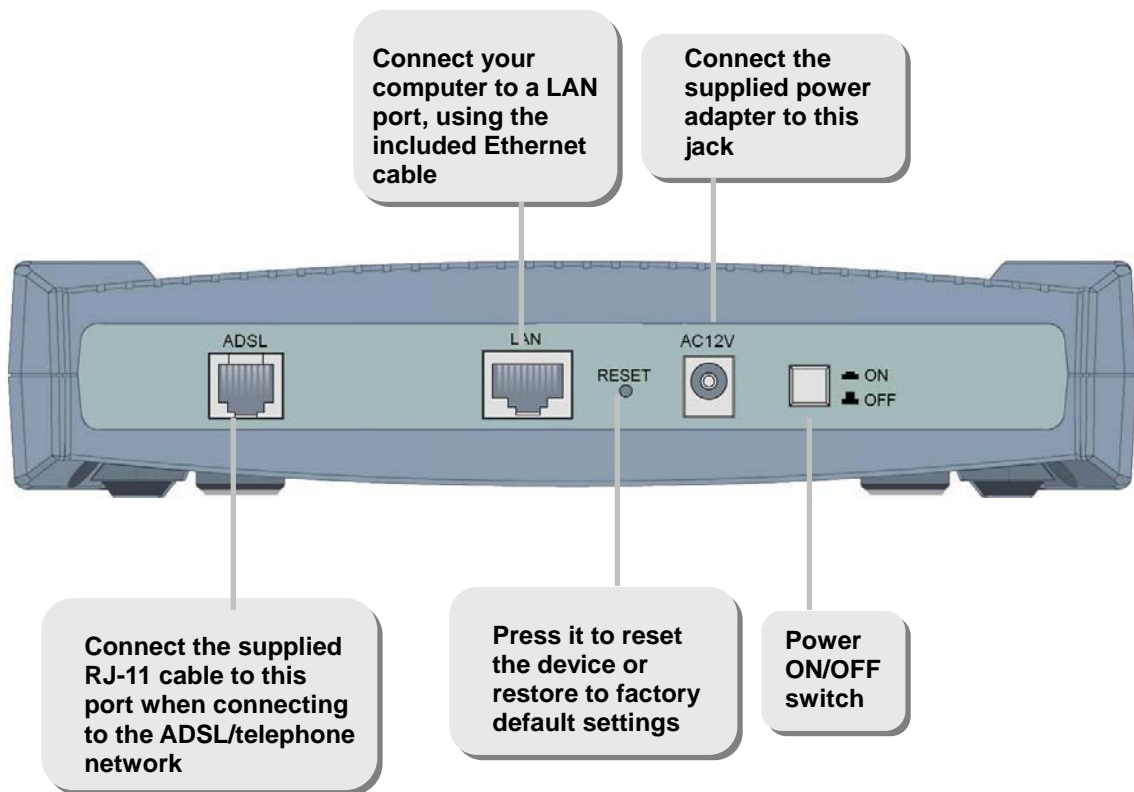 Connect your
computer to a LAN
port, using the
included Ethernet
cable
Connect the
supplied power
adapter to this
jack
ADSL
LAN
RESET
AC12V
ON
OFF
Connect the supplied
RJ-11 cable to this
port when connecting
to the ADSL/telephone
network
Press it to reset
the device or
restore to factory
default settings
Power
ON/OFF
switch